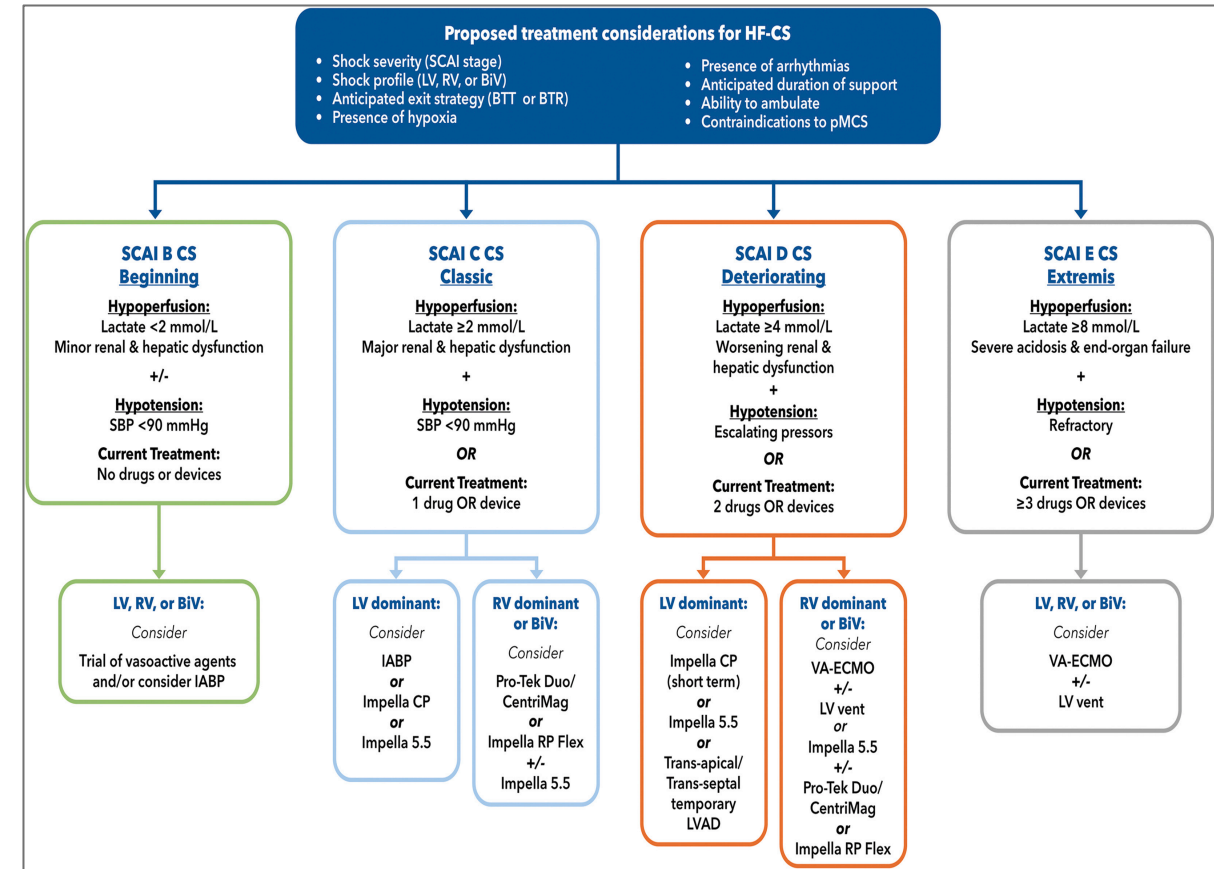 Proposed treatment considerations for HF-CS
• Shock severity (SCAI stage)
• Shock profile (LV, RV, or BiV)
• Anticipated exit strategy (BTT or BTR)
• Presence of hypoxia
• Presence of arrhythmias
• Anticipated duration of support
• Ability to ambulate
• Contraindications to pMCS
SCAI B CS
Beginning
Hypoperfusion:
Lactate <2 mmol/L
Minor renal & hepatic dysfunction
+/-
Hypotension:
SBP <90 mmHg
Current Treatment:
No drugs or devices
SCAI C CS
Classic
Hypoperfusion:
Lactate ≥2 mmol/L
Major renal & hepatic dysfunction
+
Hypotension:
SBP <90 mmHg
OR
Current Treatment:
1 drug OR device
SCAI D CS
Deteriorating
Hypoperfusion:
Lactate ≥4 mmol/L
Worsening renal &
hepatic dysfunction
+
Hypotension:
Escalating pressors
OR
Current Treatment:
2 drugs OR devices
SCAI E CS
Extremis
Hypoperfusion:
Lactate ≥8 mmol/L
Severe acidosis & end-organ failure
+
Hypotension:
Refractory
OR
Current Treatment:
≥3 drugs OR devices
LV, RV, or BiV:
Consider
Trial of vasoactive agents
and/or consider IABP
LV dominant:
Consider
IABP
or
Impella CP
or
Impella 5.5
RV dominant
or BiV:
Consider
Pro-Tek Duo/
CentriMag
or
Impella RP Flex
+/-
Impella 5.5
LV dominant:
Consider
Impella CP
(short term)
or
Impella 5.5
or
Trans-apical/
Trans-septal
temporary
LVAD
RV dominant
or BiV:
Consider
VA-ECMO
+/-
LV vent
or
Impella 5.5
+/-
Pro-Tek Duo/
CentriMag
or
Impella RP Flex
LV, RV, or BiV:
Consider
VA-ECMO
+/-
LV vent